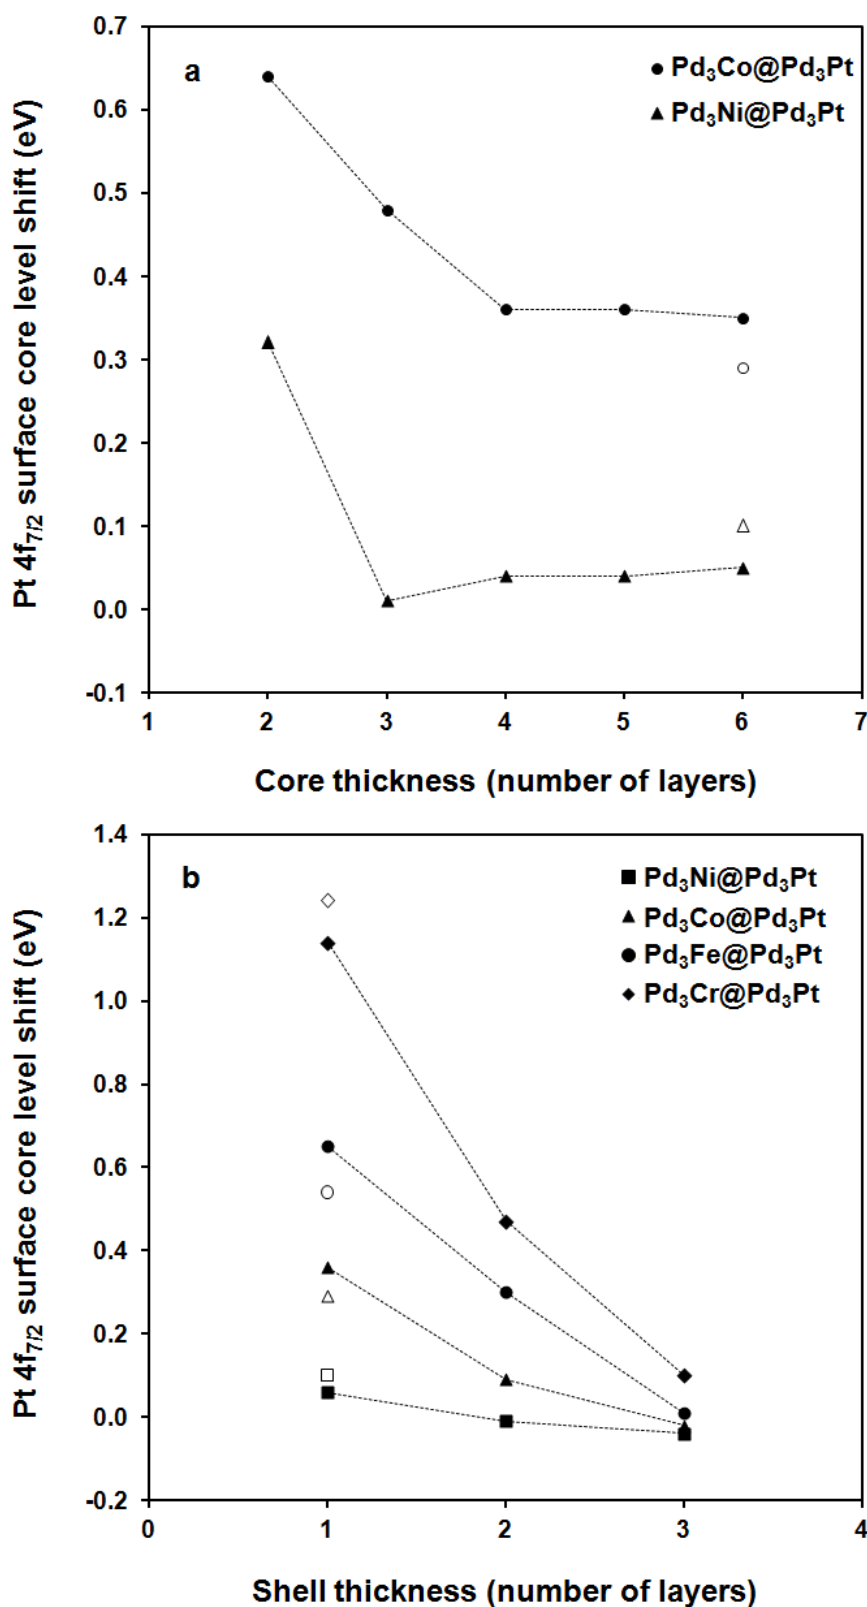 0.7
a
Pd₃Co@Pd₃Pt
Pd₃Ni@Pd₃Pt
0.6
0.5
0.4
0.3
0.2
0.1
0.0
-0.1
Pt 4f₇/₂ surface core level shift (eV)
1 2 3 4 5 6 7
Core thickness (number of layers)
1.4
b
Pd₃Ni@Pd₃Pt
Pd₃Co@Pd₃Pt
Pd₃Fe@Pd₃Pt
Pd₃Cr@Pd₃Pt
1.2
1.0
0.8
0.6
0.4
0.2
0.0
-0.2
Pt 4f₇/₂ surface core level shift (eV)
0 1 2 3 4
Shell thickness (number of layers)